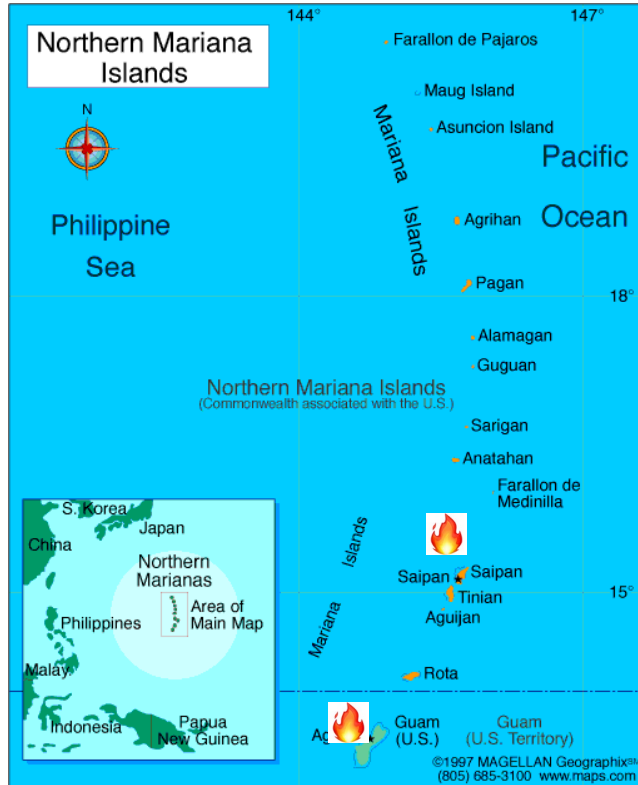 144°
147°
Northern Mariana
Islands
Farallon de Pajaros
N
Maug Island
Asuncion Island
Mariana
Islands
Pacific
Ocean
Philippine
Sea
Agrihan
Pagan
18°
Alamagan
Guguan
Northern Mariana Islands
(Commonwealth associated with the U.S.)
Sarigan
Anatahan
Farallon de
Medinilla
Mariana Islands
Saipan
Saipan
15°
Tinian
Aguijan
Rota
Guam
(U.S.)
Guam
(U.S. Territory)
©1997 MAGELLAN Geographix℠
(805) 685-3100 www.maps.com
S. Korea
Japan
China
Northern
Marianas
Area of
Main Map
Philippines
Malay.
Indonesia
Papua
New Guinea